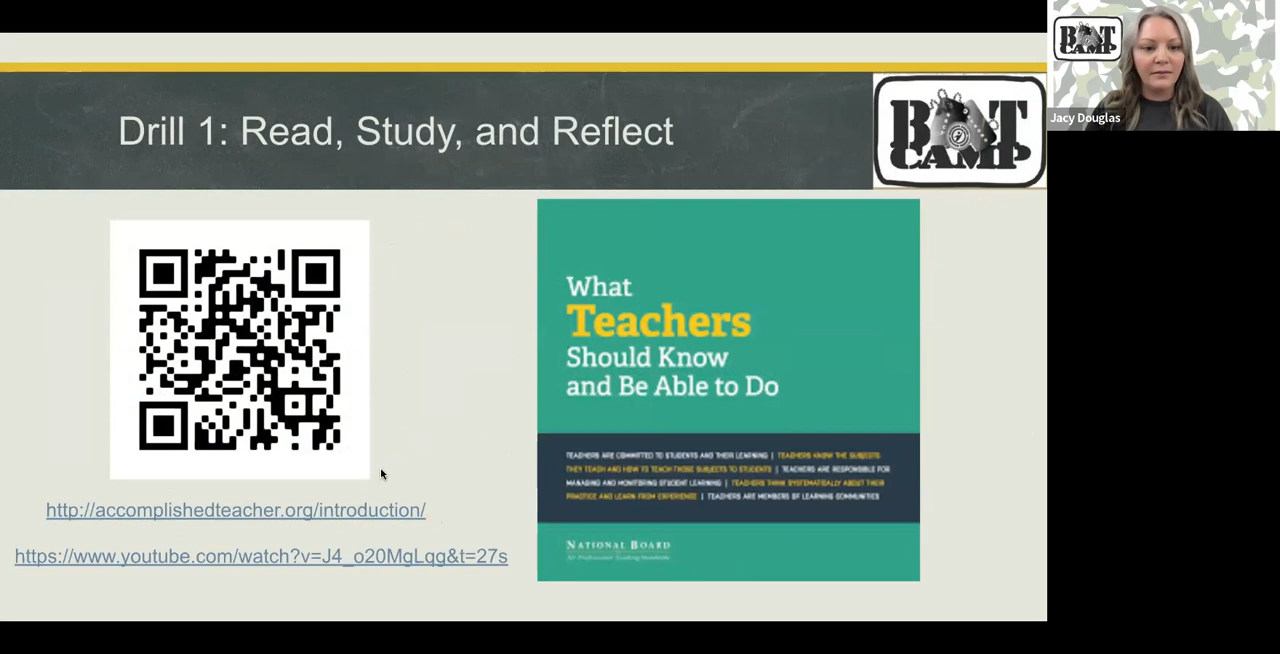 Drill 1: Read, Study, and Reflect
BOOT
CAMP
BOOT
CAMP
Jacy Douglas
What
Teachers
Should Know
and Be Able to Do
TEACHERS ARE COMMITTED TO STUDENTS AND THEIR LEARNING | TEACHERS KNOW THE SUBJECTS
THEY TEACH AND HOW TO TEACH THOSE SUBJECTS TO STUDENTS | TEACHERS ARE RESPONSIBLE FOR
MANAGING AND MONITORING STUDENT LEARNING | TEACHERS THINK SYSTEMATICALLY ABOUT THEIR
PRACTICE AND LEARN FROM EXPERIENCE | TEACHERS ARE MEMBERS OF LEARNING COMMUNITIES
NATIONAL BOARD
for Professional Teaching Standards
http://accomplishedteacher.org/introduction/
https://www.youtube.com/watch?v=J4_o20MgLqg&t=27s